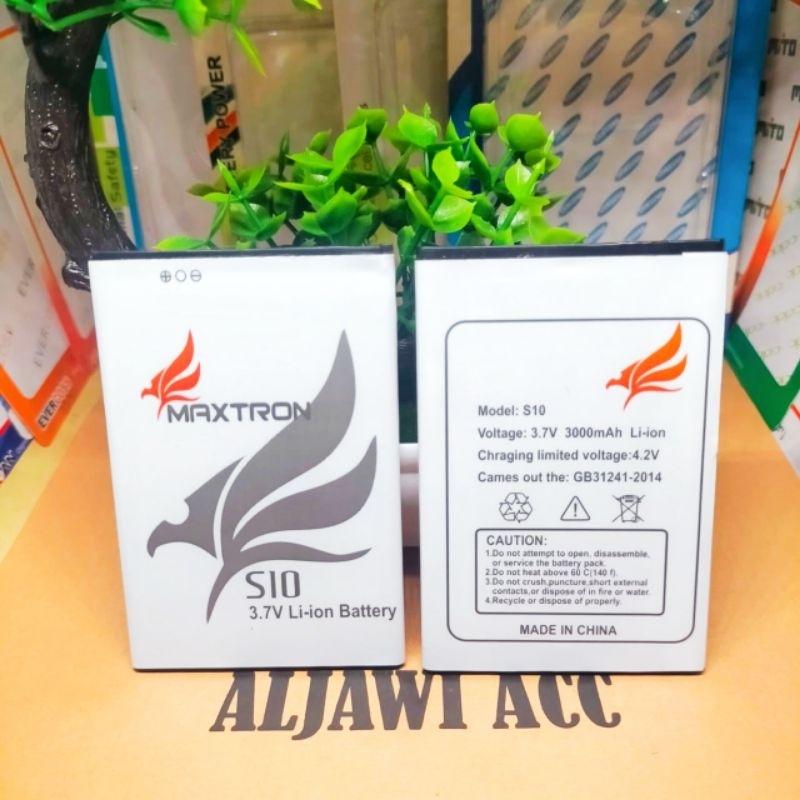 MAXTRON
S10
3.7V Li-ion Battery
Model: S10
Voltage: 3.7V 3000mAh Li-ion
Chraging limited voltage:4.2V
Cames out the: GB31241-2014
CAUTION:
1.Do not attempt to open, disassemble,
or service the battery pack.
2.Do not heat above 60 C(140 f).
3.Do not crush,puncture,short external
contacts,or dispose of in fire or water.
4.Recycle or dispose of properly.
MADE IN CHINA
ALJAWI ACC
POWER
Safety
EVER